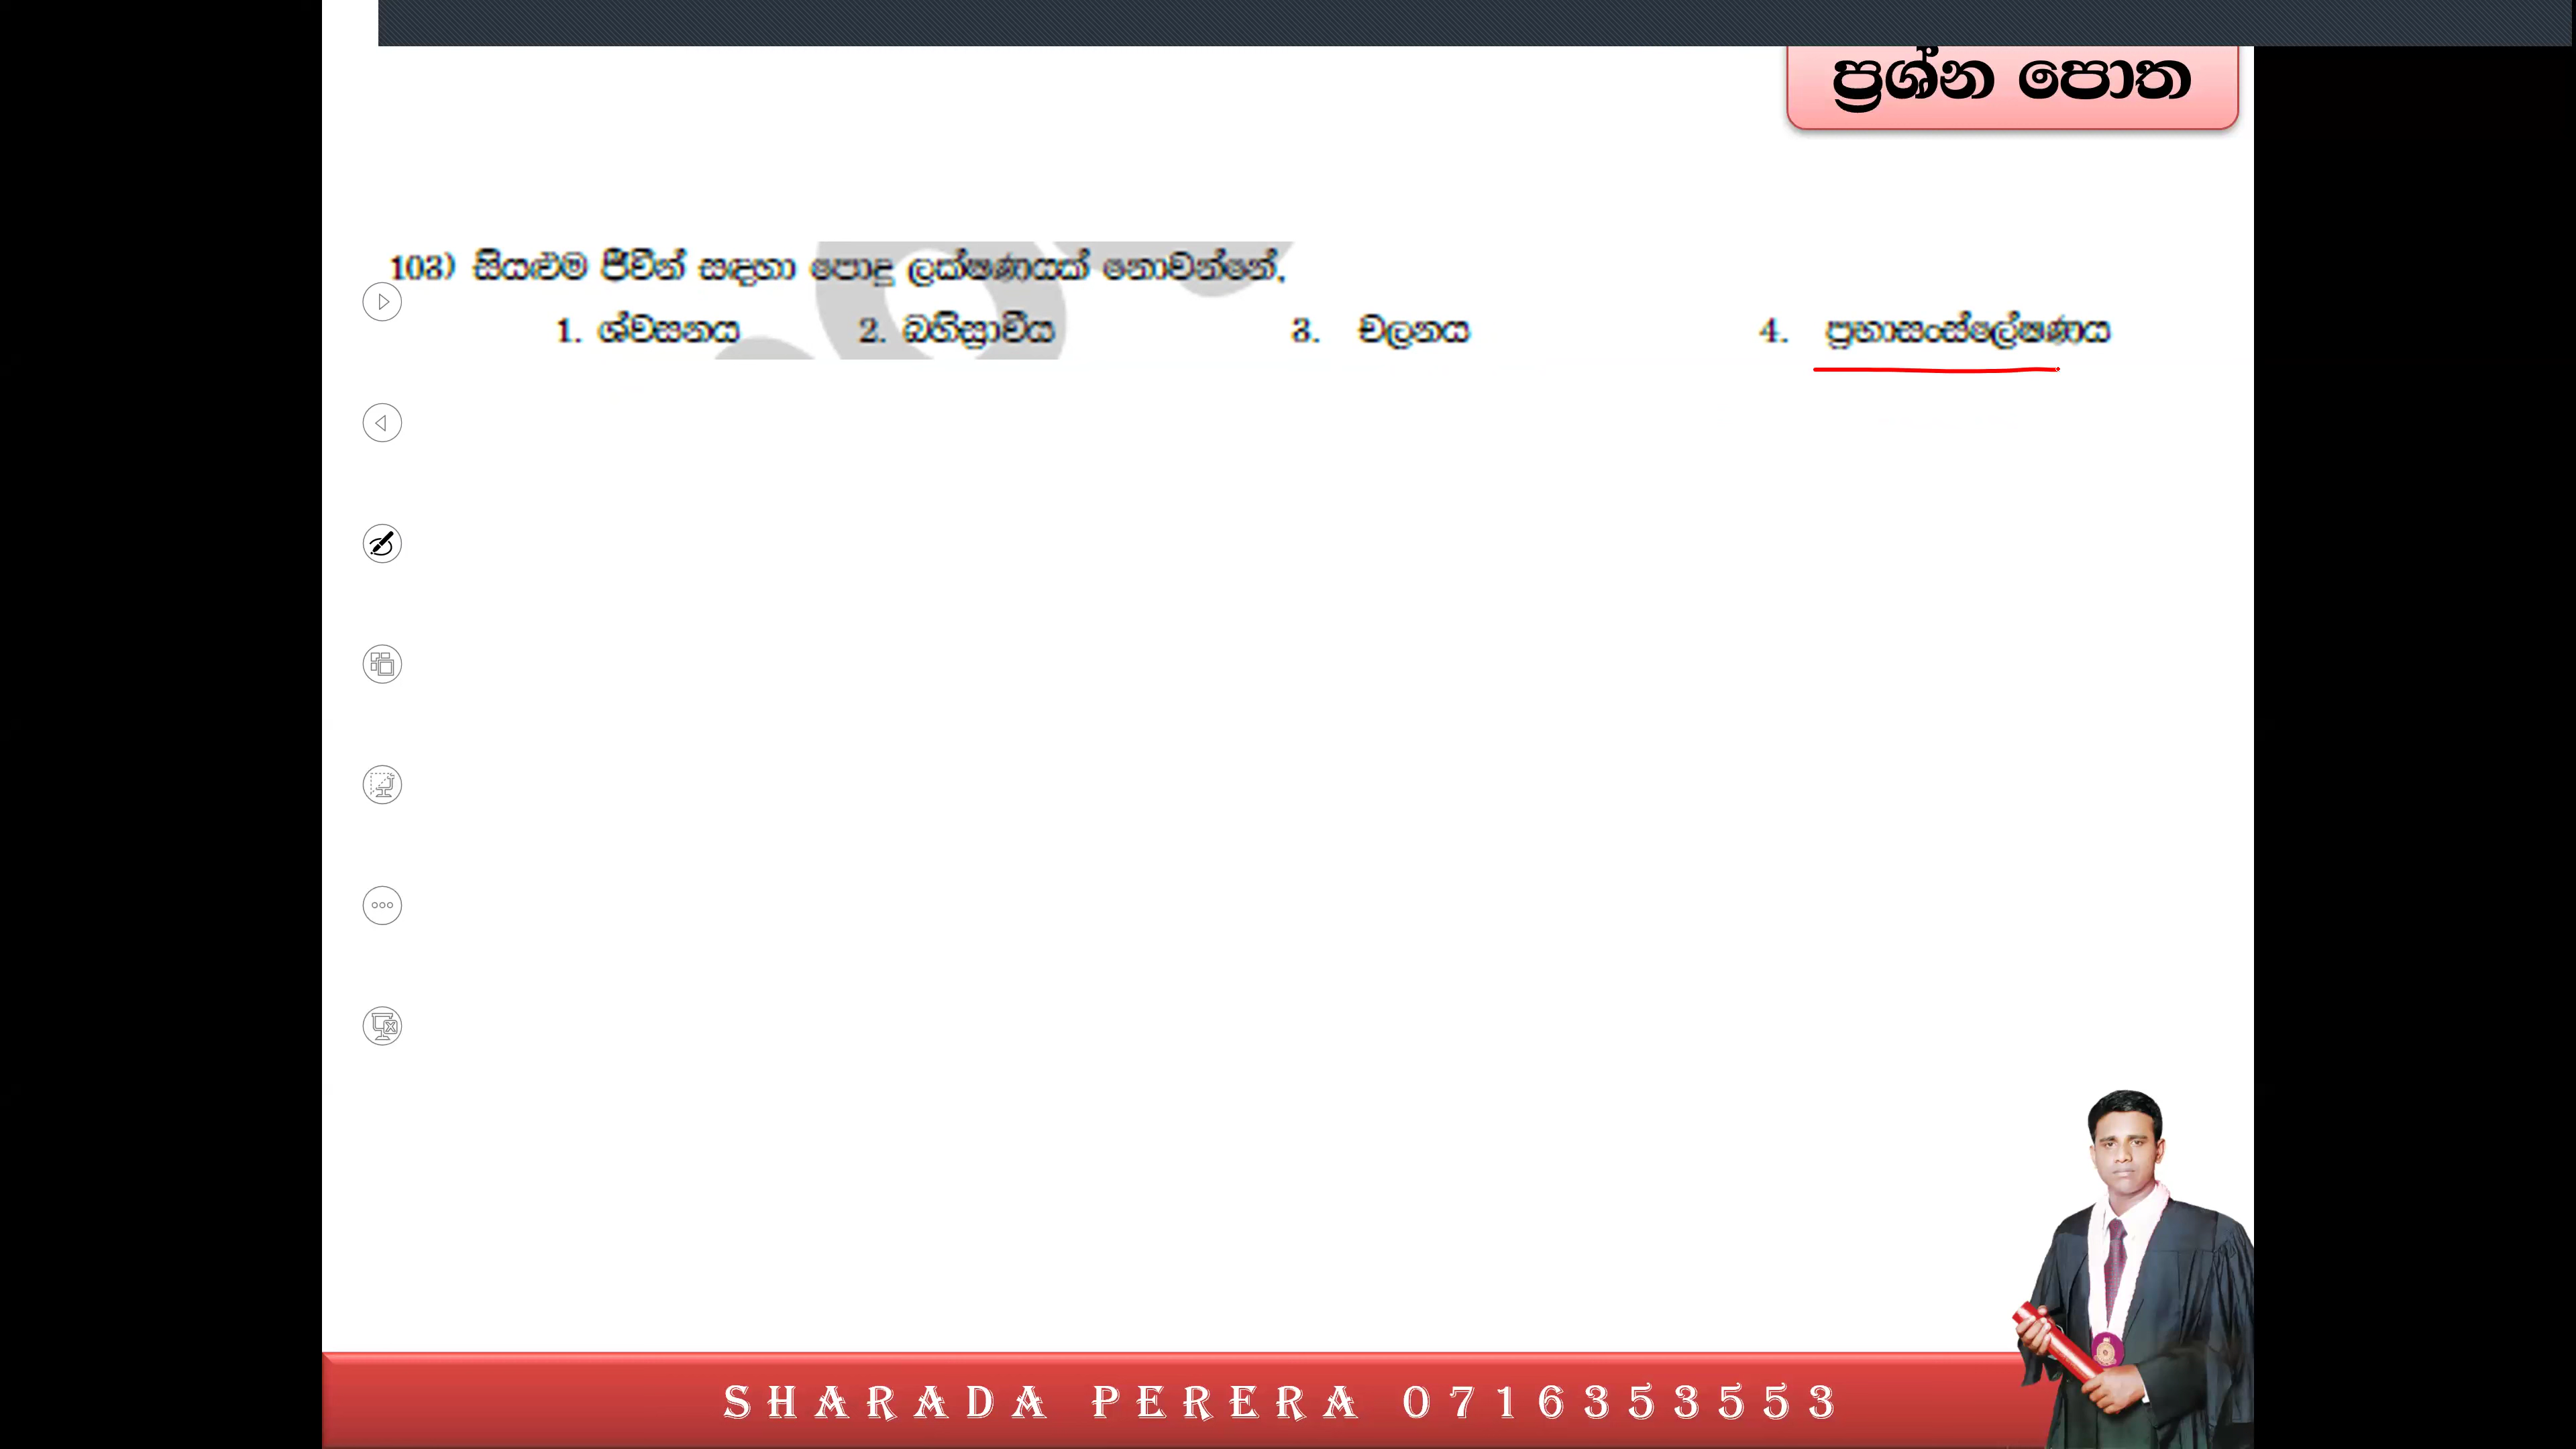 ප්‍රශ්න පොත
103) සියළුම ජීවීන් සඳහා පොදු ලක්ෂණයක් නොවන්නේ,
1. ශ්වසනය 2. බහිස්‍රාවීය 3. චලනය 4. ප්‍රභාසංස්ලේෂණය
SHARADA PERERA 0716353553